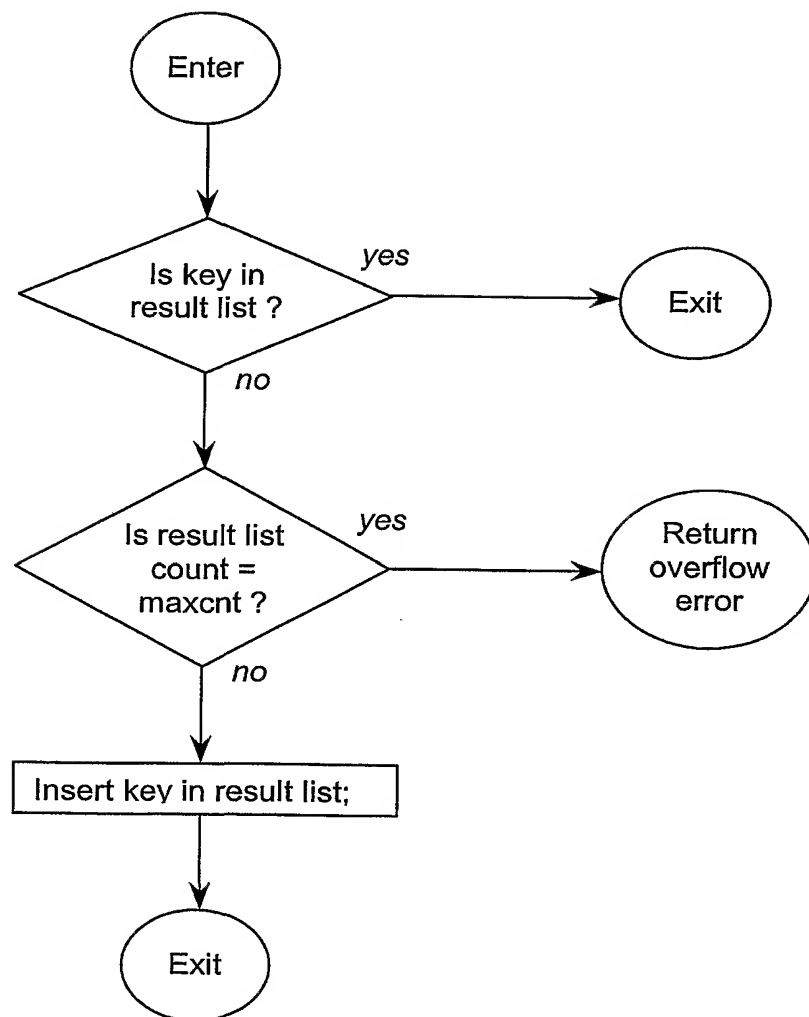 Enter
Is key in
result list ?
yes
Exit
no
Is result list
count =
maxcnt ?
yes
Return
overflow
error
no
Insert key in result list;
Exit